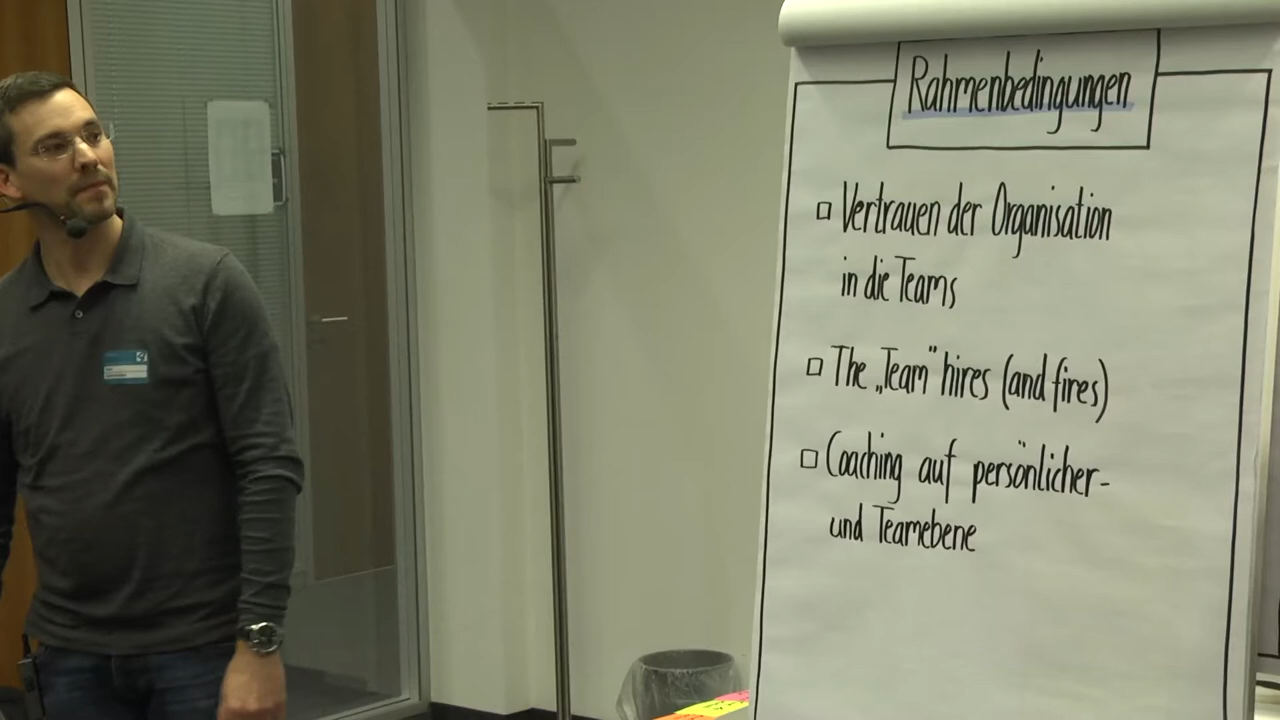 Rahmenbedingungen
Vertrauen der Organisation
in die Teams
The „Team" hires (and fires)
Coaching auf persönlicher-
und Teamebene